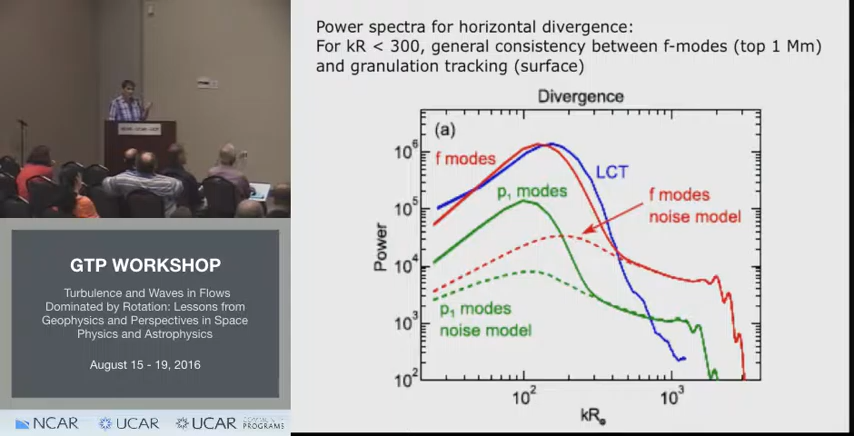 Power spectra for horizontal divergence:
For kR < 300, general consistency between f-modes (top 1 Mm)
and granulation tracking (surface)
Divergence
(a)
f modes
LCT
p₁ modes
f modes
noise model
p₁ modes
noise model
Power
10⁶
10⁵
10⁴
10³
10²
10²
10³
kR⊙
GTP WORKSHOP
Turbulence and Waves in Flows
Dominated by Rotation: Lessons from
Geophysics and Perspectives in Space
Physics and Astrophysics
August 15 - 19, 2016
NCAR
UCAR
UCAR
PROGRAMS